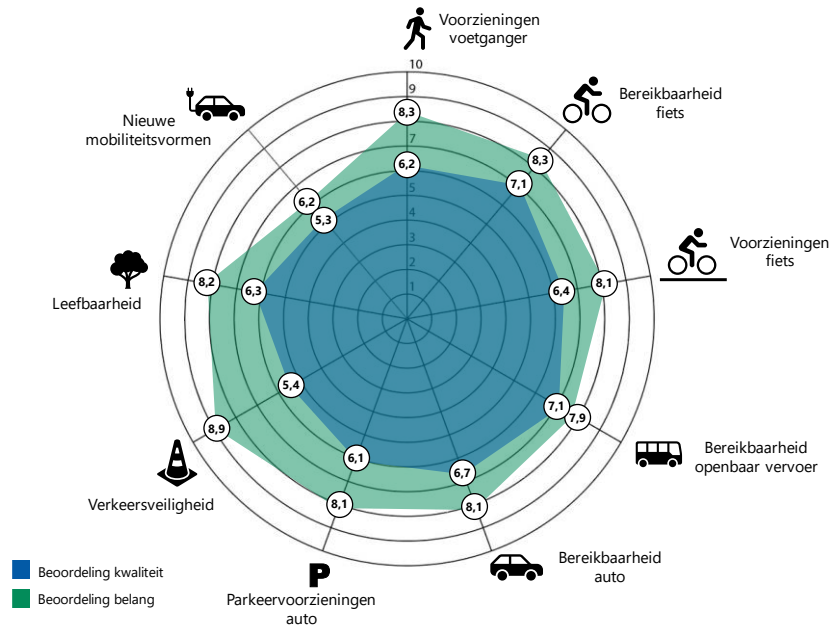 Voorzieningen
voetganger
Bereikbaarheid
fiets
Voorzieningen
fiets
Bereikbaarheid
openbaar vervoer
Bereikbaarheid
auto
P
Parkeervoorzieningen
auto
Verkeersveiligheid
Leefbaarheid
Nieuwe
mobiliteitsvormen
10
9
7
5
4
3
2
1
8,3
6,2
8,3
7,1
8,1
6,4
7,9
7,1
8,1
6,7
8,1
6,1
8,9
5,4
8,2
6,3
6,2
5,3
Beoordeling kwaliteit
Beoordeling belang